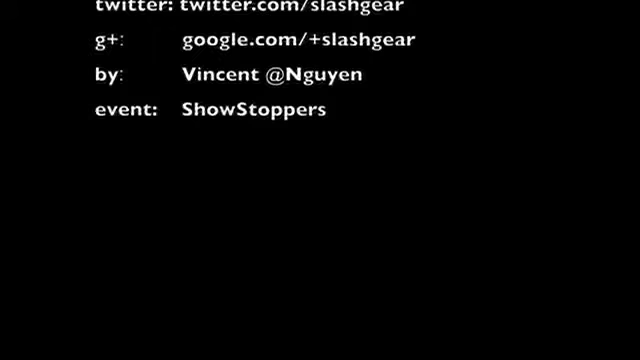 twitter: twitter.com/slashgear
g+: google.com/+slashgear
by: Vincent @Nguyen
event: ShowStoppers